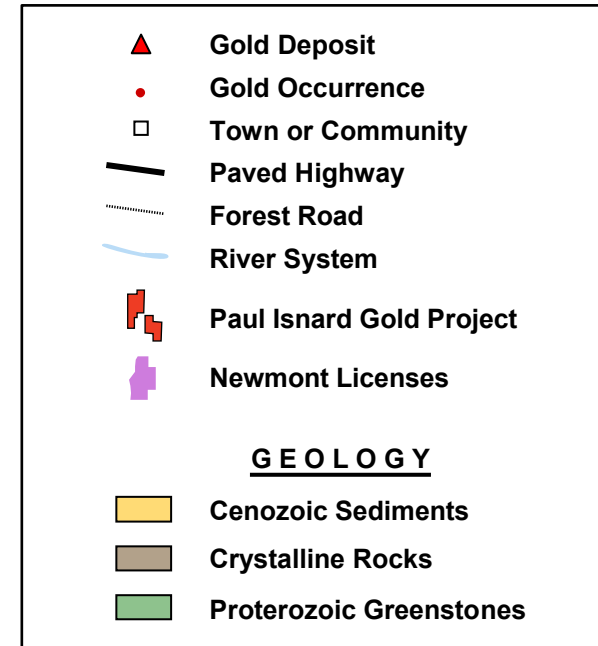 Gold Deposit
Gold Occurrence
Town or Community
Paved Highway
Forest Road
River System
Paul Isnard Gold Project
Newmont Licenses
G E O L O G Y
Cenozoic Sediments
Crystalline Rocks
Proterozoic Greenstones